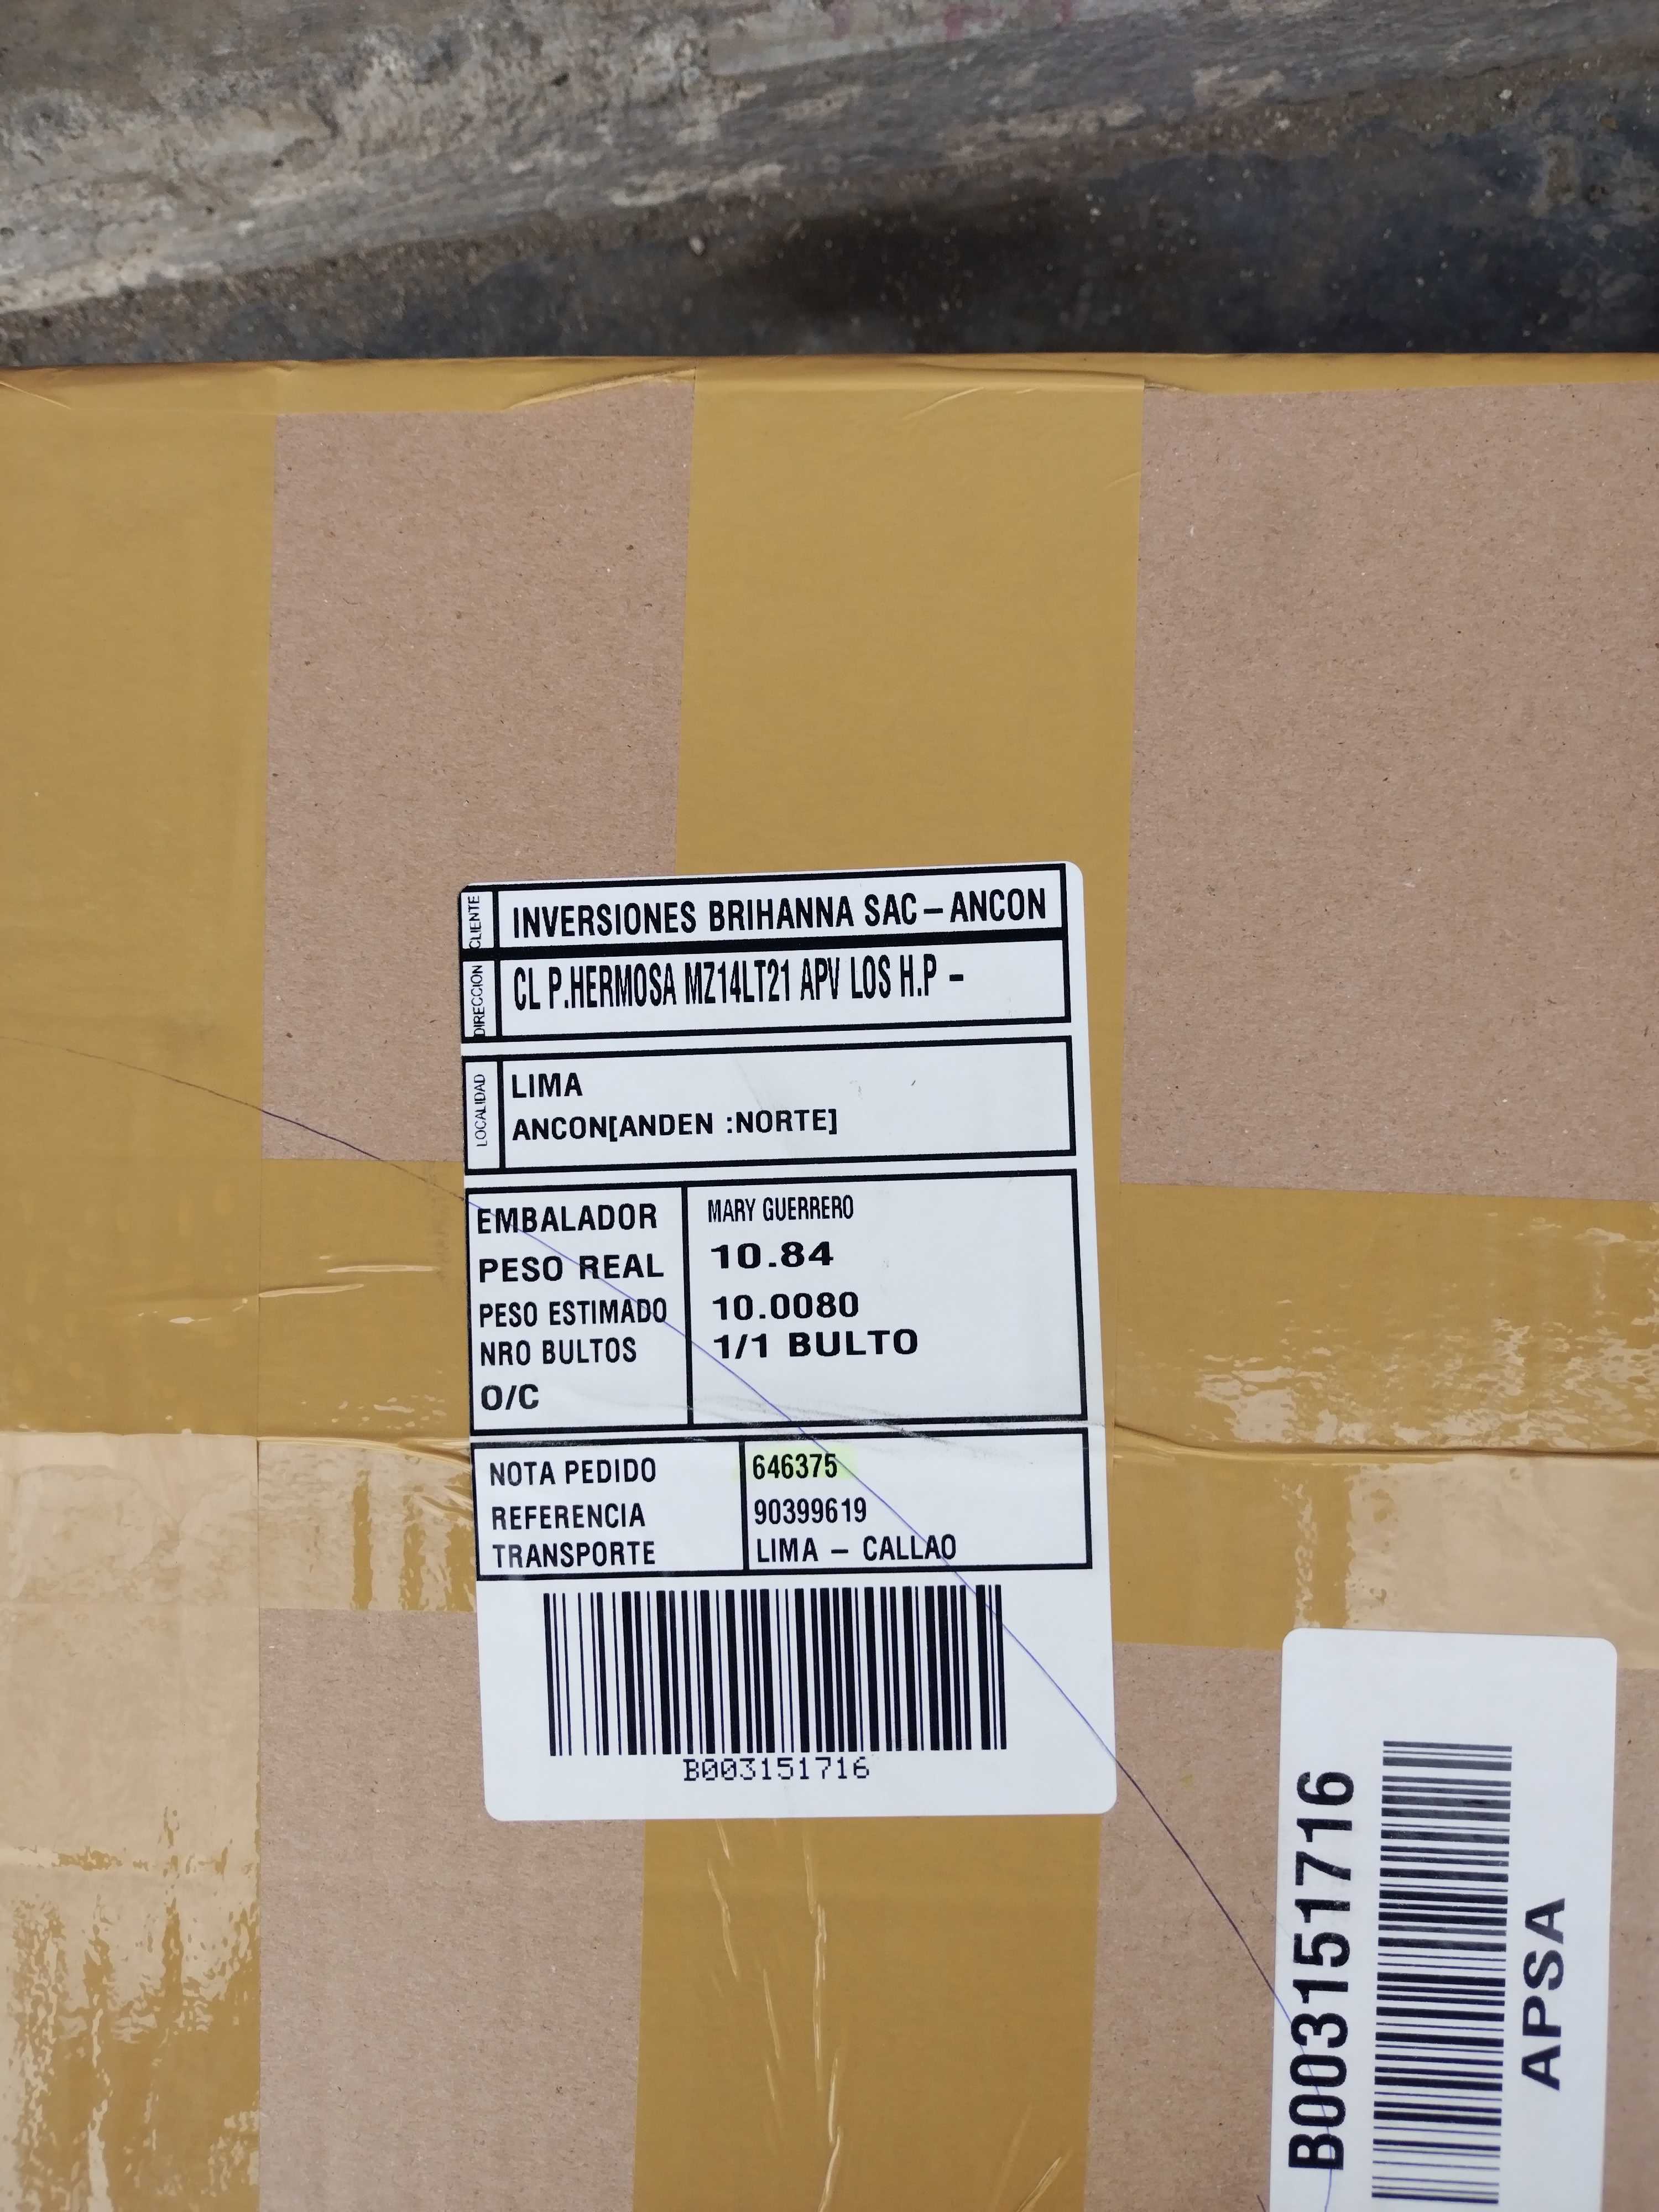 CLIENTE INVERSIONES BRIHANNA SAC – ANCON
DIRECCION CL P.HERMOSA MZ14LT21 APV LOS H.P –
LOCALIDAD LIMA
ANCON[ANDEN :NORTE]
EMBALADOR MARY GUERRERO
PESO REAL 10.84
PESO ESTIMADO 10.0080
NRO BULTOS 1/1 BULTO
O/C
NOTA PEDIDO 646375
REFERENCIA 90399619
TRANSPORTE LIMA – CALLAO
B003151716
B003151716
APSA